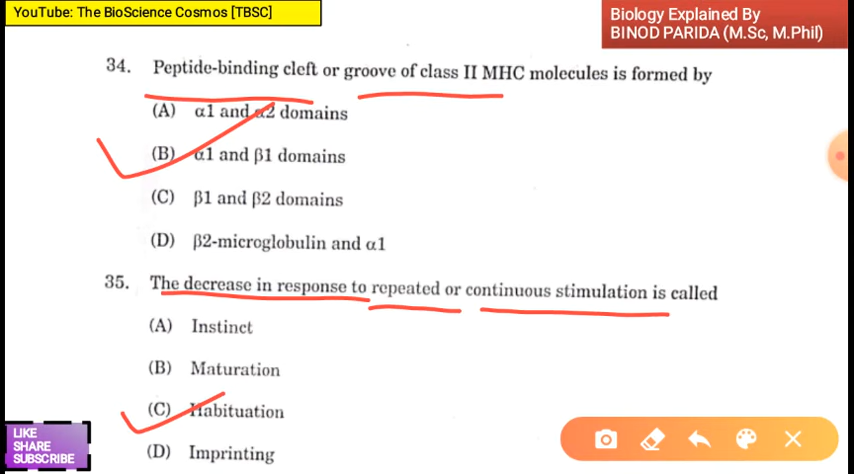 YouTube: The BioScience Cosmos [TBSC]
Biology Explained By
BINOD PARIDA (M.Sc, M.Phil)
34. Peptide-binding cleft or groove of class II MHC molecules is formed by
(A) α1 and α2 domains
(B) α1 and β1 domains
(C) β1 and β2 domains
(D) β2-microglobulin and α1
35. The decrease in response to repeated or continuous stimulation is called
(A) Instinct
(B) Maturation
(C) Habituation
(D) Imprinting
LIKE
SHARE
SUBSCRIBE